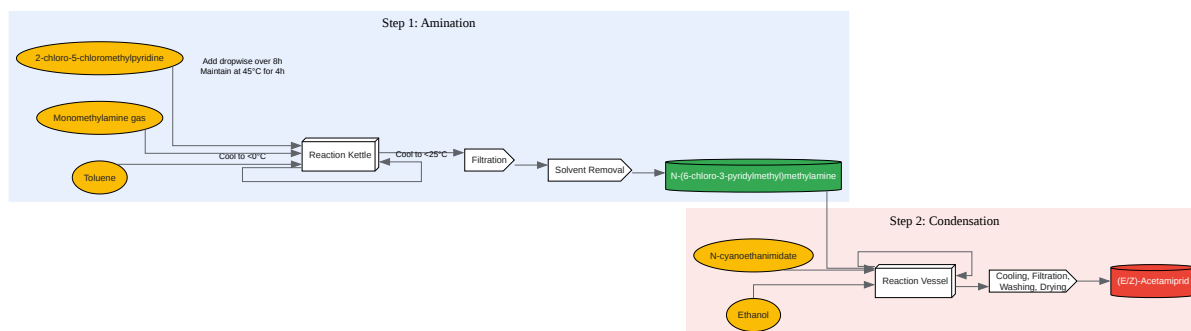 Step 1: Amination
2-chloro-5-chloromethylpyridine
Add dropwise over 8h
Maintain at 45°C for 4h
Monomethylamine gas
Cool to <0°C
Reaction Kettle
Cool to <25°C
Filtration
Solvent Removal
Toluene
N-(6-chloro-3-pyridylmethyl)methylamine
Step 2: Condensation
N-cyanoethanimidate
Reaction Vessel
Cooling, Filtration,
Washing, Drying
(E/Z)-Acetamiprid
Ethanol